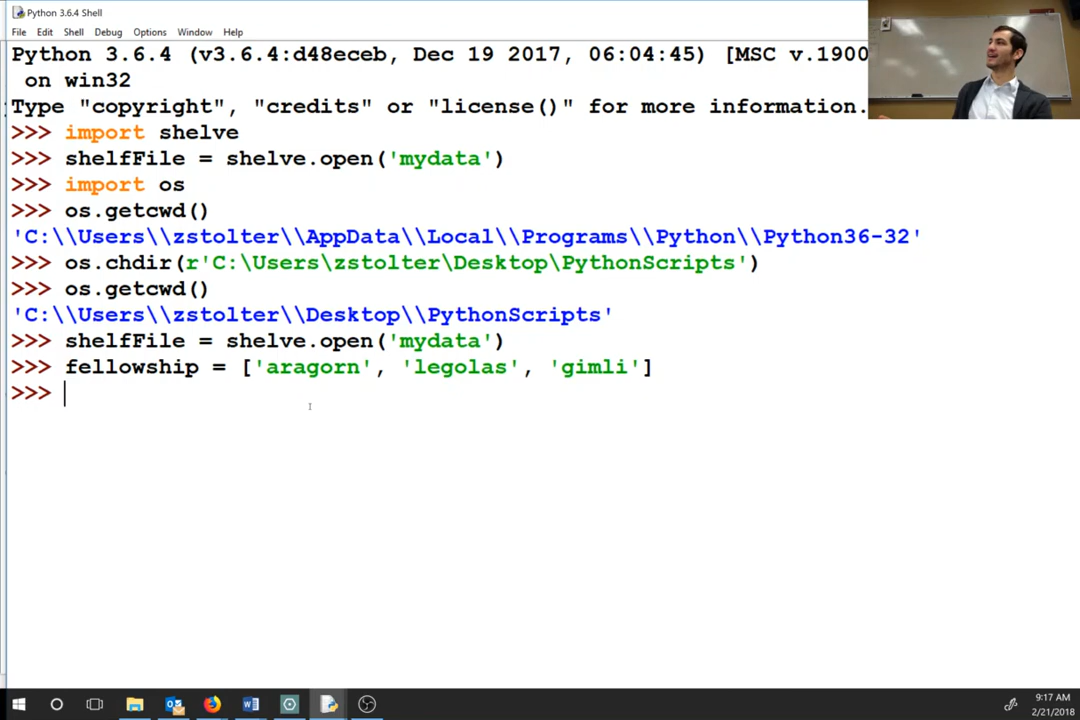 Python 3.6.4 Shell
File Edit Shell Debug Options Window Help
Python 3.6.4 (v3.6.4:d48eceb, Dec 19 2017, 06:04:45) [MSC v.1900
on win32
Type "copyright", "credits" or "license()" for more information.
>>> import shelve
>>> shelfFile = shelve.open('mydata')
>>> import os
>>> os.getcwd()
'C:\\Users\\zstolter\\AppData\\Local\\Programs\\Python\\Python36-32'
>>> os.chdir(r'C:\Users\zstolter\Desktop\PythonScripts')
>>> os.getcwd()
'C:\\Users\\zstolter\\Desktop\\PythonScripts'
>>> shelfFile = shelve.open('mydata')
>>> fellowship = ['aragorn', 'legolas', 'gimli']
>>>
9:17 AM
2/21/2018